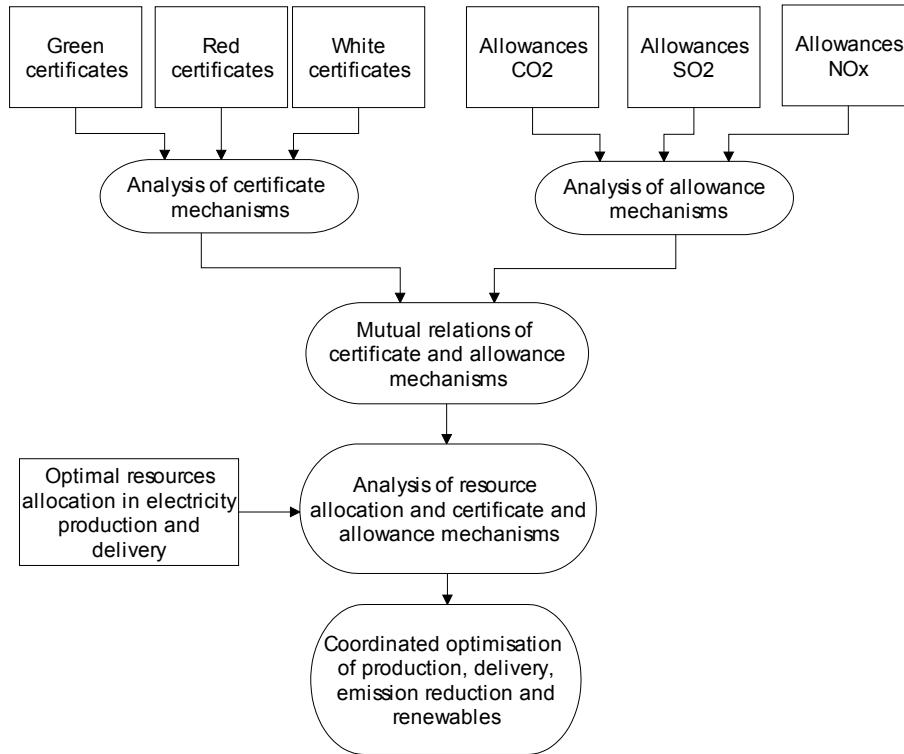 Green
certificates
Red
certificates
White
certificates
Allowances
CO2
Allowances
SO2
Allowances
NOx
Analysis of certificate
mechanisms
Analysis of allowance
mechanisms
Mutual relations of
certificate and allowance
mechanisms
Optimal resources
allocation in electricity
production and
delivery
Analysis of resource
allocation and certificate and
allowance mechanisms
Coordinated optimisation
of production, delivery,
emission reduction and
renewables